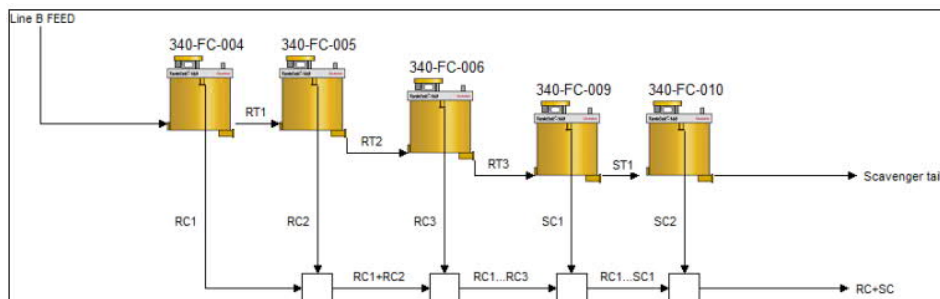 Line B FEED
340-FC-004
340-FC-005
340-FC-006
340-FC-009
340-FC-010
RT1
RT2
RT3
ST1
Scavenger tail
RC1
RC2
RC3
SC1
SC2
RC1+RC2
RC1...RC3
RC1...SC1
RC+SC